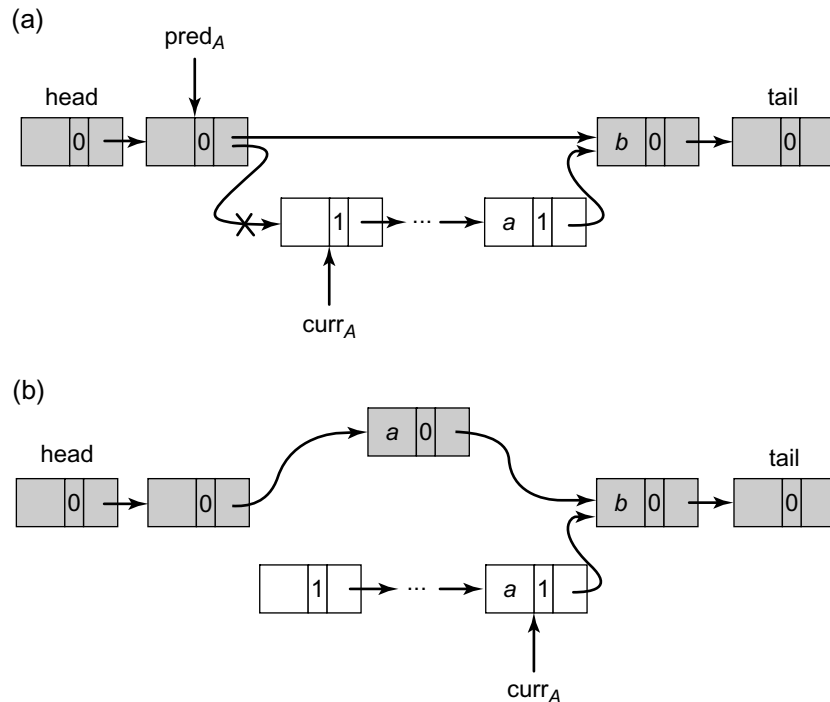 (a)
pred_A
head
tail
0 0 b 0 0
1 ... a 1
curr_A
(b)
a 0
head
tail
0 0 b 0 0
1 ... a 1
curr_A